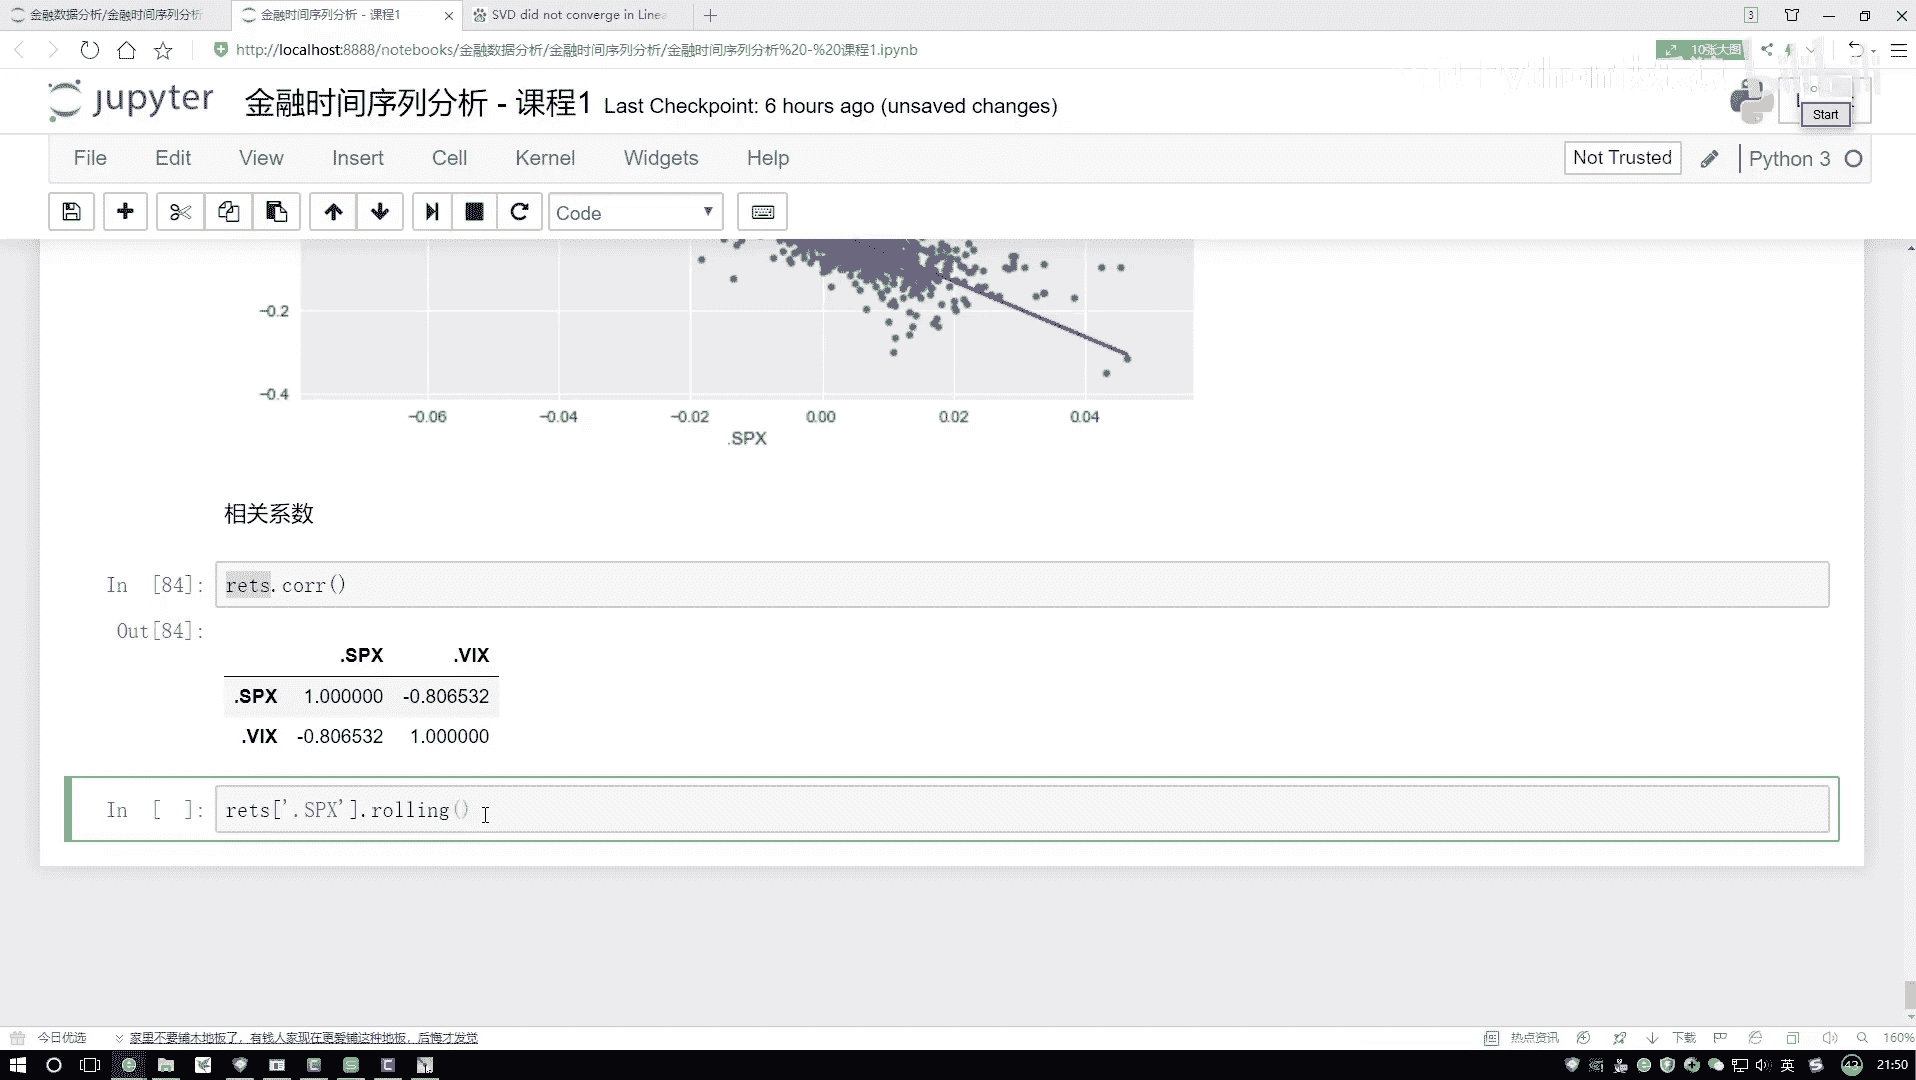 金融数据分析/金融时间序列分析
金融时间序列分析 - 课程1
SVD did not converge in Linea
3
http://localhost:8888/notebooks/金融数据分析/金融时间序列分析/金融时间序列分析%20-%20课程1.ipynb
10张大图
jupyter
金融时间序列分析 - 课程1 Last Checkpoint: 6 hours ago (unsaved changes)
Start
File Edit View Insert Cell Kernel Widgets Help
Not Trusted
Python 3
Code
−0.2
−0.4
−0.06 −0.04 −0.02 0.00 0.02 0.04
.SPX
相关系数
In [84]: rets.corr()
Out[84]:
.SPX .VIX
.SPX 1.000000 -0.806532
.VIX -0.806532 1.000000
In [ ]: rets['.SPX'].rolling()
今日优选
家里不要铺木地板了，有钱人家现在更爱铺这种地板，后悔才发觉
热点资讯
下载
160%
英
43
21:50